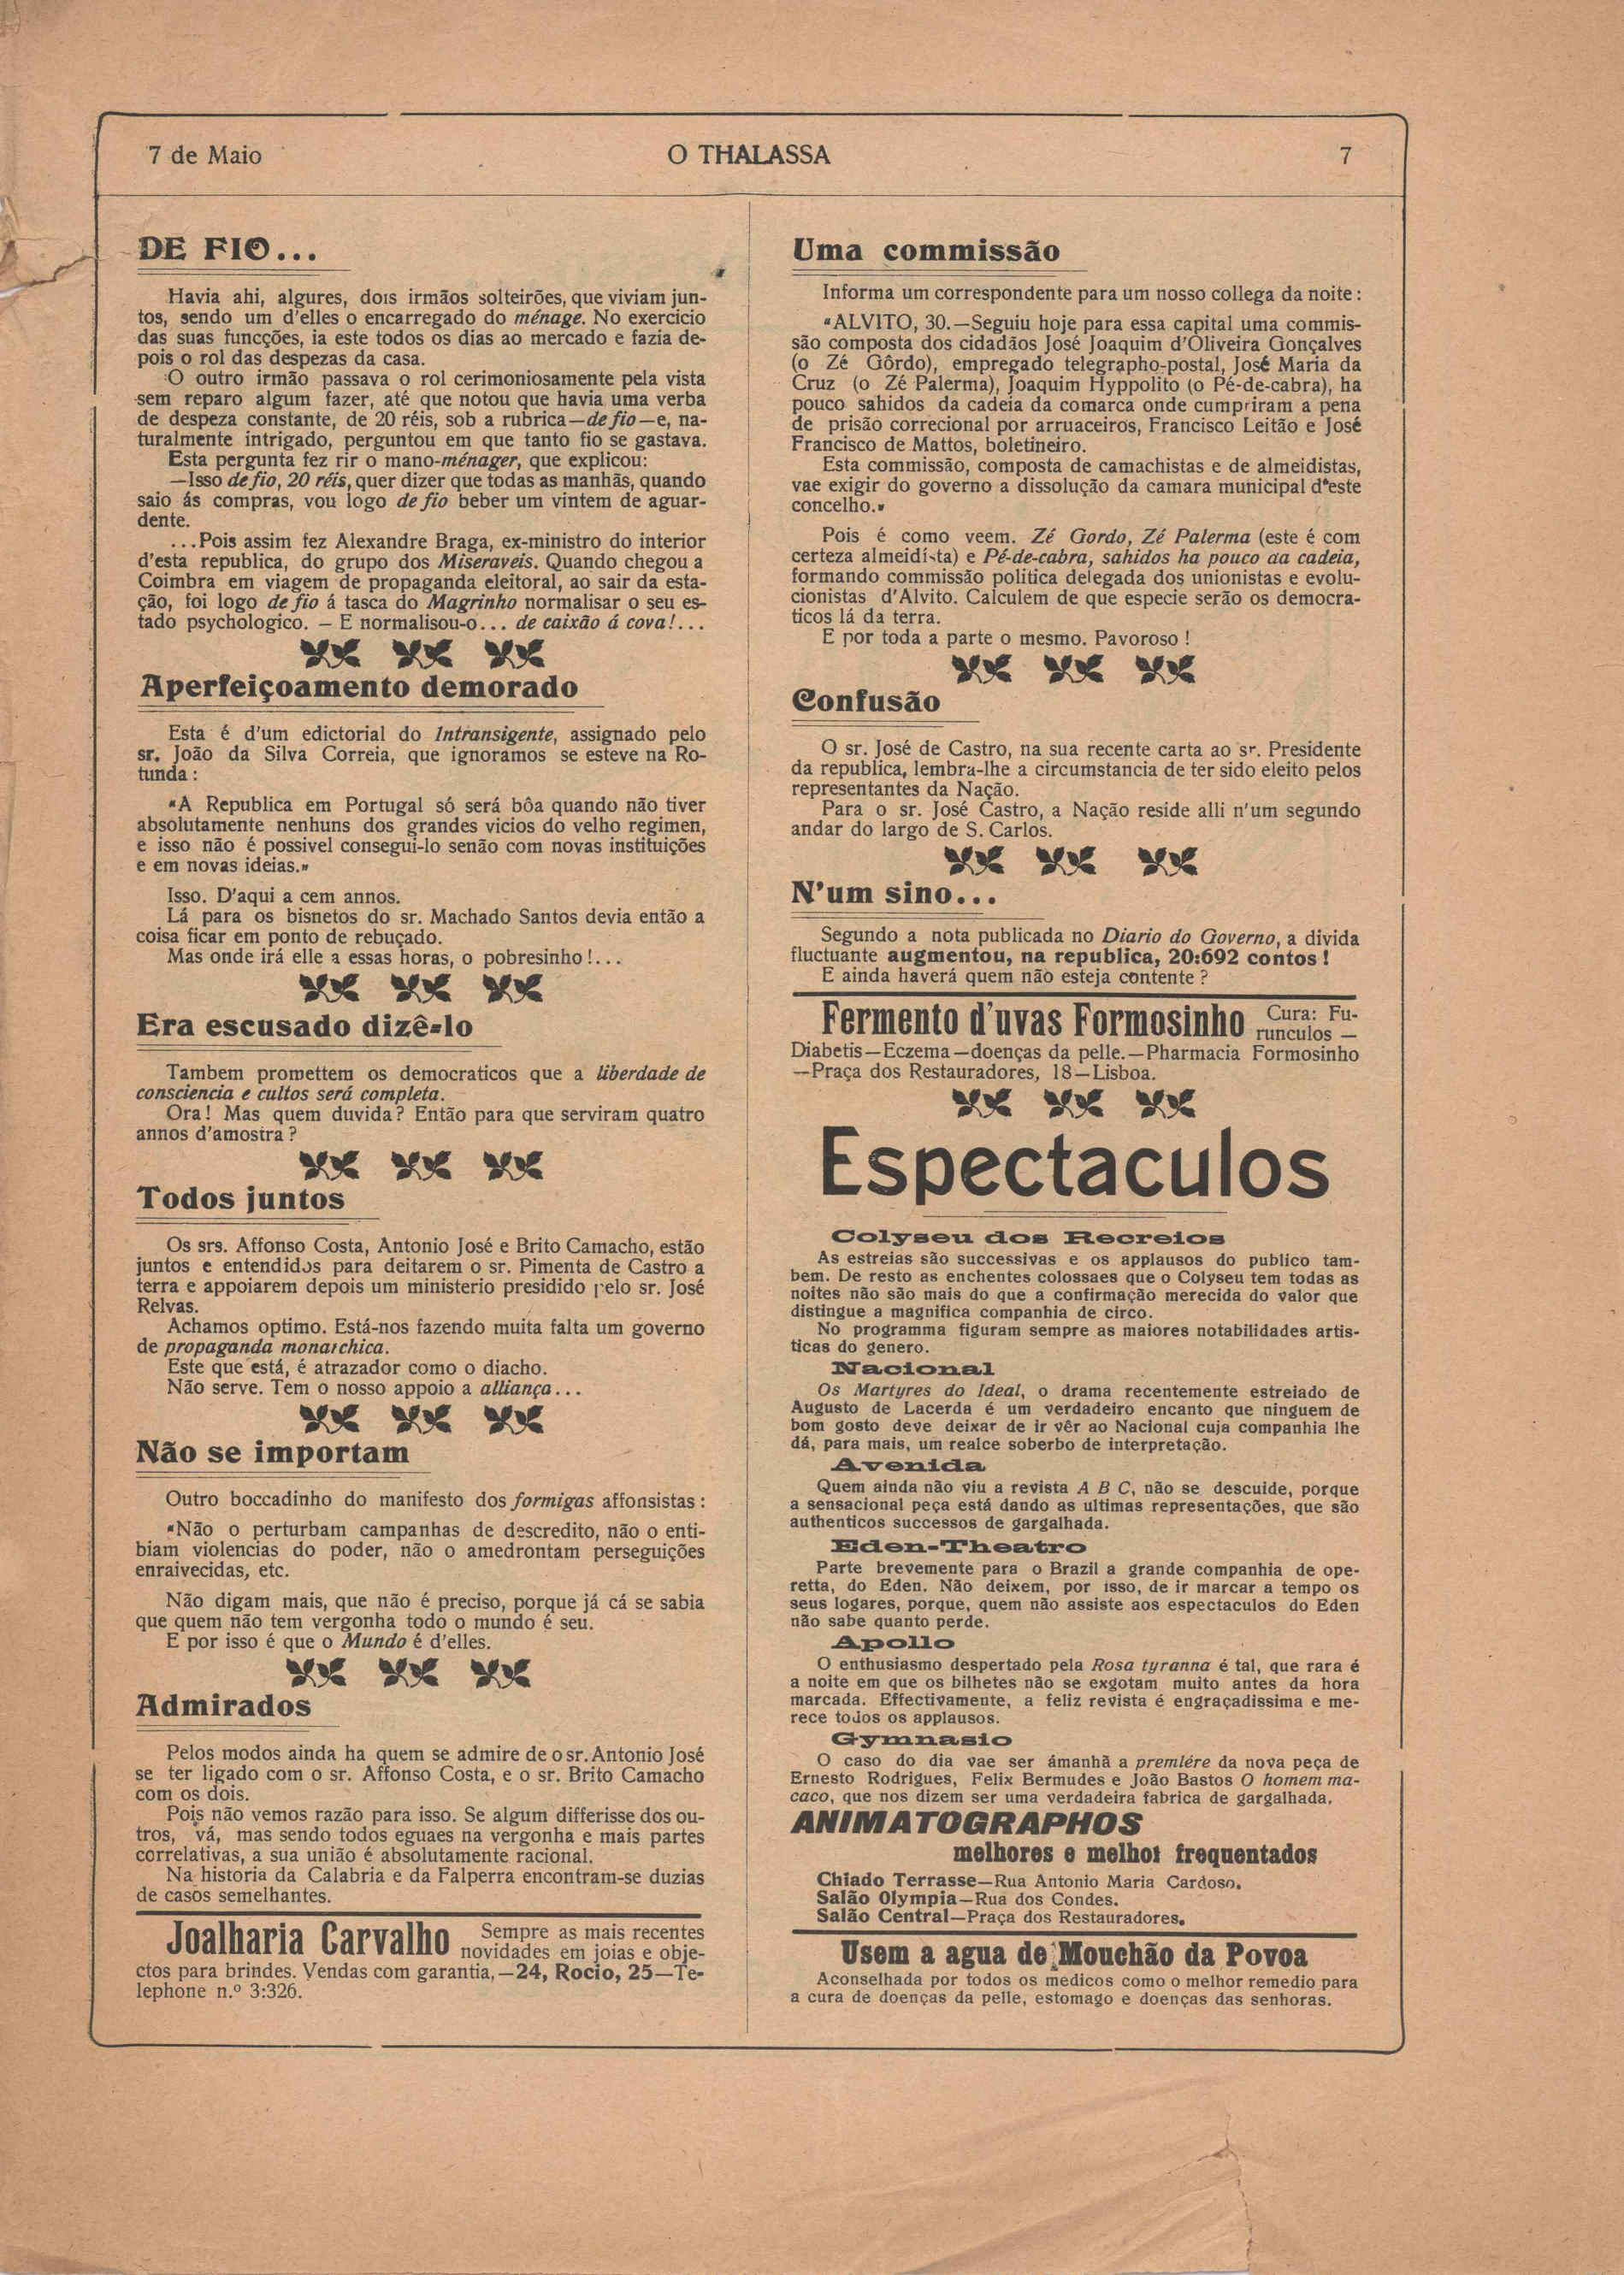 7 de Maio
O THALASSA
7
DE FIO...
Havia ahi, algures, dois irmãos solteirões, que viviam jun-
tos, sendo um d'elles o encarregado do ménage. No exercicio
das suas funcções, ia este todos os dias ao mercado e fazia de-
pois o rol das despezas da casa.
O outro irmão passava o rol cerimoniosamente pela vista
sem reparo algum fazer, até que notou que havia uma verba
de despeza constante, de 20 réis, sob a rubrica—de fio—e, na-
turalmente intrigado, perguntou em que tanto fio se gastava.
Esta pergunta fez rir o mano-ménager, que explicou:
—Isso de fio, 20 réis, quer dizer que todas as manhãs, quando
saio ás compras, vou logo de fio beber um vintem de aguar-
dente.
...Pois assim fez Alexandre Braga, ex-ministro do interior
d'esta republica, do grupo dos Miseraveis. Quando chegou a
Coimbra em viagem de propaganda eleitoral, ao sair da esta-
ção, foi logo de fio á tasca do Magrinho normalisar o seu es-
tado psychologico. — E normalisou-o... de caixão á cova!...
Aperfeiçoamento demorado
Esta é d'um edictorial do Intransigente, assignado pelo
sr. João da Silva Correia, que ignoramos se esteve na Ro-
tunda:
«A Republica em Portugal só será bôa quando não tiver
absolutamente nenhuns dos grandes vicios do velho regimen,
e isso não é possivel consegui-lo senão com novas instituições
e em novas ideias.»
Isso. D'aqui a cem annos.
Lá para os bisnetos do sr. Machado Santos devia então a
coisa ficar em ponto de rebuçado.
Mas onde irá elle a essas horas, o pobresinho!...
Era escusado dizê-lo
Tambem promettem os democraticos que a liberdade de
consciencia e cultos será completa.
Ora! Mas quem duvida? Então para que serviram quatro
annos d'amostra?
Todos juntos
Os srs. Affonso Costa, Antonio José e Brito Camacho, estão
juntos e entendidos para deitarem o sr. Pimenta de Castro a
terra e appoiarem depois um ministerio presidido pelo sr. José
Relvas.
Achamos optimo. Está-nos fazendo muita falta um governo
de propaganda monarchica.
Este que está, é atrazador como o diacho.
Não serve. Tem o nosso appoio a alliança...
Não se importam
Outro boccadinho do manifesto dos formigas affonsistas:
«Não o perturbam campanhas de descredito, não o enti-
biam violencias do poder, não o amedrontam perseguições
enraivecidas, etc.
Não digam mais, que não é preciso, porque já cá se sabia
que quem não tem vergonha todo o mundo é seu.
E por isso é que o Mundo é d'elles.
Admirados
Pelos modos ainda ha quem se admire de o sr. Antonio José
se ter ligado com o sr. Affonso Costa, e o sr. Brito Camacho
com os dois.
Pois não vemos razão para isso. Se algum differisse dos ou-
tros, vá, mas sendo todos eguaes na vergonha e mais partes
correlativas, a sua união é absolutamente racional.
Na historia da Calabria e da Falperra encontram-se duzias
de casos semelhantes.
Joalharia Carvalho Sempre as mais recentes
novidades em joias e obje-
ctos para brindes. Vendas com garantia,—24, Rocio, 25—Te-
lephone n.º 3:326.
Uma commissão
Informa um correspondente para um nosso collega da noite:
«ALVITO, 30.—Seguiu hoje para essa capital uma commis-
são composta dos cidadãos José Joaquim d'Oliveira Gonçalves
(o Zé Gôrdo), empregado telegrapho-postal, José Maria da
Cruz (o Zé Palerma), Joaquim Hyppolito (o Pé-de-cabra), ha
pouco sahidos da cadeia da comarca onde cumpriram a pena
de prisão correcional por arruaceiros, Francisco Leitão e José
Francisco de Mattos, boletineiro.
Esta commissão, composta de camachistas e de almeidistas,
vae exigir do governo a dissolução da camara municipal d'este
concelho.»
Pois é como veem. Zé Gordo, Zé Palerma (este é com
certeza almeidista) e Pé-de-cabra, sahidos ha pouco da cadeia,
formando commissão politica delegada dos unionistas e evolu-
cionistas d'Alvito. Calculem de que especie serão os democra-
ticos lá da terra.
E por toda a parte o mesmo. Pavoroso!
Confusão
O sr. José de Castro, na sua recente carta ao sr. Presidente
da republica, lembra-lhe a circumstancia de ter sido eleito pelos
representantes da Nação.
Para o sr. José Castro, a Nação reside alli n'um segundo
andar do largo de S. Carlos.
N'um sino...
Segundo a nota publicada no Diario do Governo, a divida
fluctuante augmentou, na republica, 20:692 contos!
E ainda haverá quem não esteja contente?
Fermento d'uvas Formosinho Cura: Fu-
runculos—
Diabetis—Eczema—doenças da pelle.—Pharmacia Formosinho
—Praça dos Restauradores, 18—Lisboa.
Espectaculos
Colyseu dos Recreios
As estreias são successivas e os applausos do publico tam-
bem. De resto as enchentes colossaes que o Colyseu tem todas as
noites não são mais do que a confirmação merecida do valor que
distingue a magnifica companhia de circo.
No programma figuram sempre as maiores notabilidades artis-
ticas do genero.
Nacional
Os Martyres do Ideal, o drama recentemente estreiado de
Augusto de Lacerda é um verdadeiro encanto que ninguem de
bom gosto deve deixar de ir vêr ao Nacional cuja companhia lhe
dá, para mais, um realce soberbo de interpretação.
Avenida
Quem ainda não viu a revista A B C, não se descuide, porque
a sensacional peça está dando as ultimas representações, que são
authenticos successos de gargalhada.
Eden-Theatro
Parte brevemente para o Brazil a grande companhia de ope-
retta, do Eden. Não deixem, por isso, de ir marcar a tempo os
seus logares, porque, quem não assiste aos espectaculos do Eden
não sabe quanto perde.
Apollo
O enthusiasmo despertado pela Rosa tyranna é tal, que rara é
a noite em que os bilhetes não se exgotam muito antes da hora
marcada. Effectivamente, a feliz revista é engraçadissima e me-
rece todos os applausos.
Gymnasio
O caso do dia vae ser ámanhã a premiére da nova peça de
Ernesto Rodrigues, Felix Bermudes e João Bastos O homem ma-
caco, que nos dizem ser uma verdadeira fabrica de gargalhada.
ANIMATOGRAPHOS
melhores e melhor frequentados
Chiado Terrasse—Rua Antonio Maria Cardoso.
Salão Olympia—Rua dos Condes.
Salão Central—Praça dos Restauradores.
Usem a agua de Mouchão da Povoa
Aconselhada por todos os medicos como o melhor remedio para
a cura de doenças da pelle, estomago e doenças das senhoras.